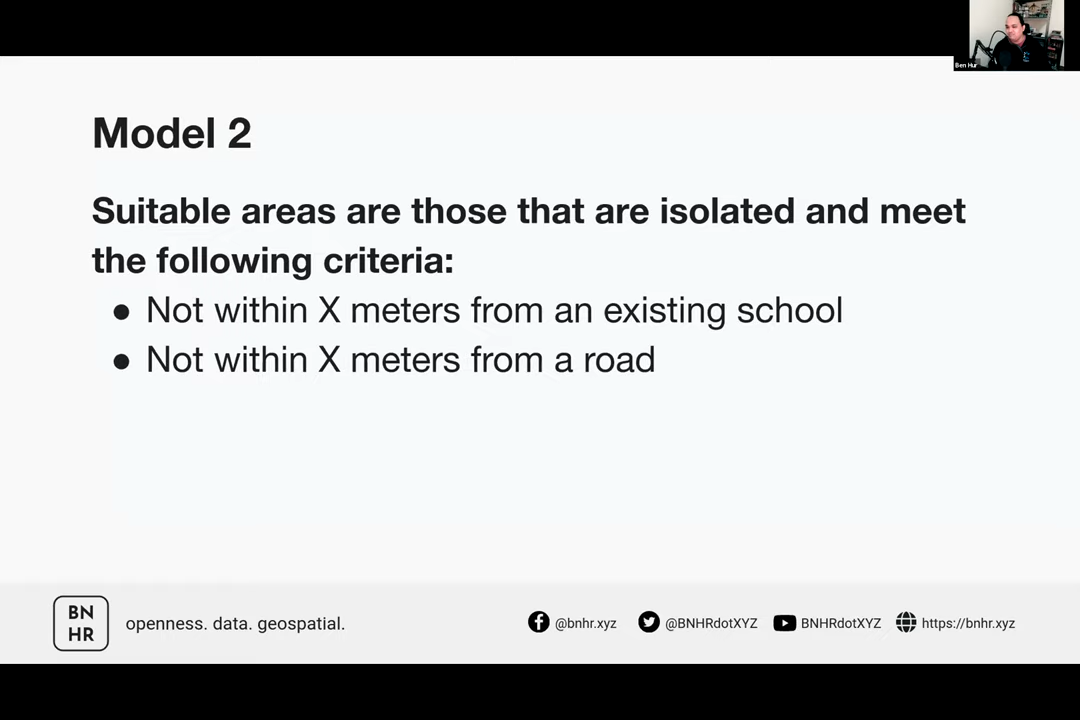 Ben Hur
Model 2
Suitable areas are those that are isolated and meet
the following criteria:
● Not within X meters from an existing school
● Not within X meters from a road
BN
HR
openness. data. geospatial.
@bnhr.xyz
@BNHRdotXYZ
BNHRdotXYZ
https://bnhr.xyz